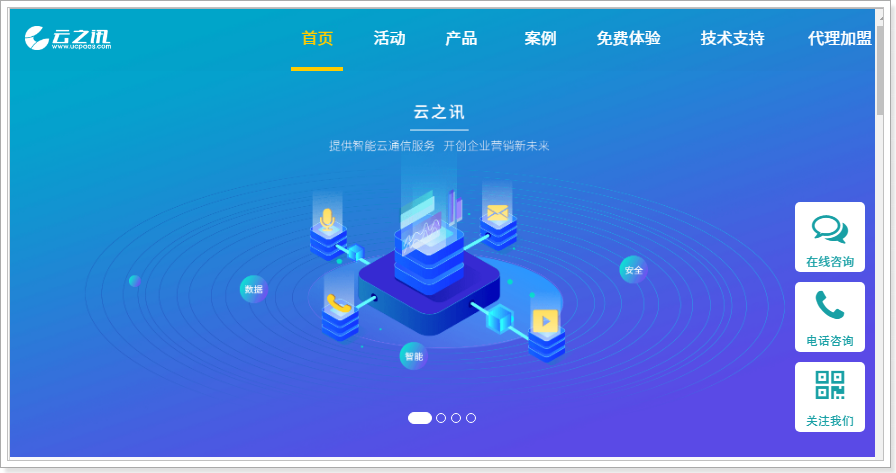 云之讯
www.ucpaas.com
首页 活动 产品 案例 免费体验 技术支持 代理加盟
云之讯
提供智能云通信服务 开创企业营销新未来
数据
安全
智能
在线咨询
电话咨询
关注我们